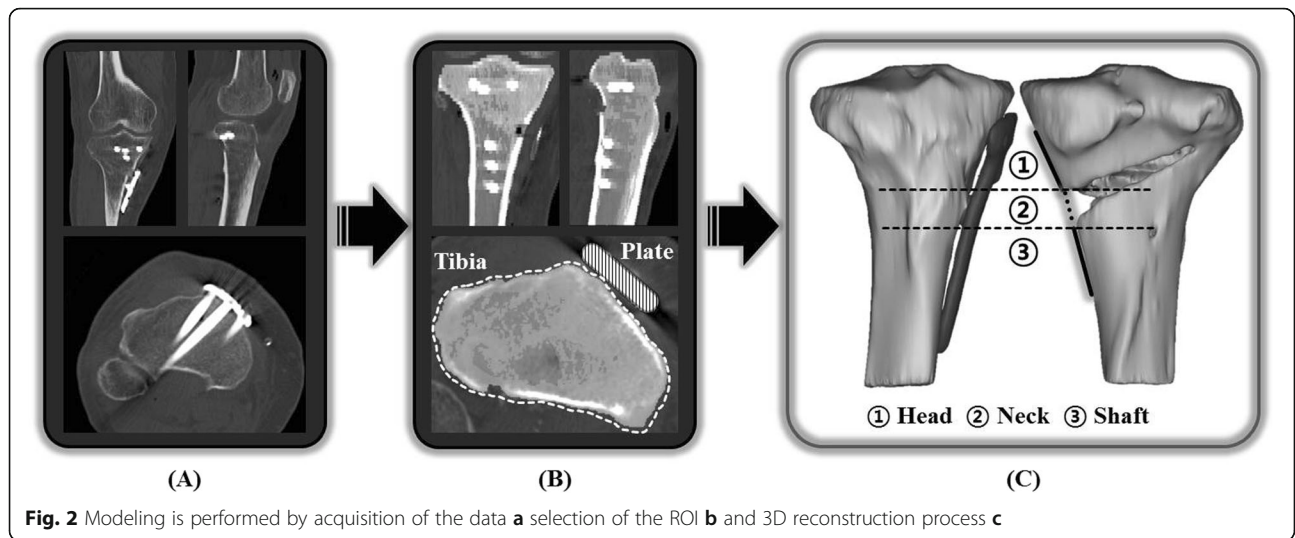 Tibia
Plate
①
②
③
① Head ② Neck ③ Shaft
(A)
(B)
(C)
Fig. 2 Modeling is performed by acquisition of the data a selection of the ROI b and 3D reconstruction process c